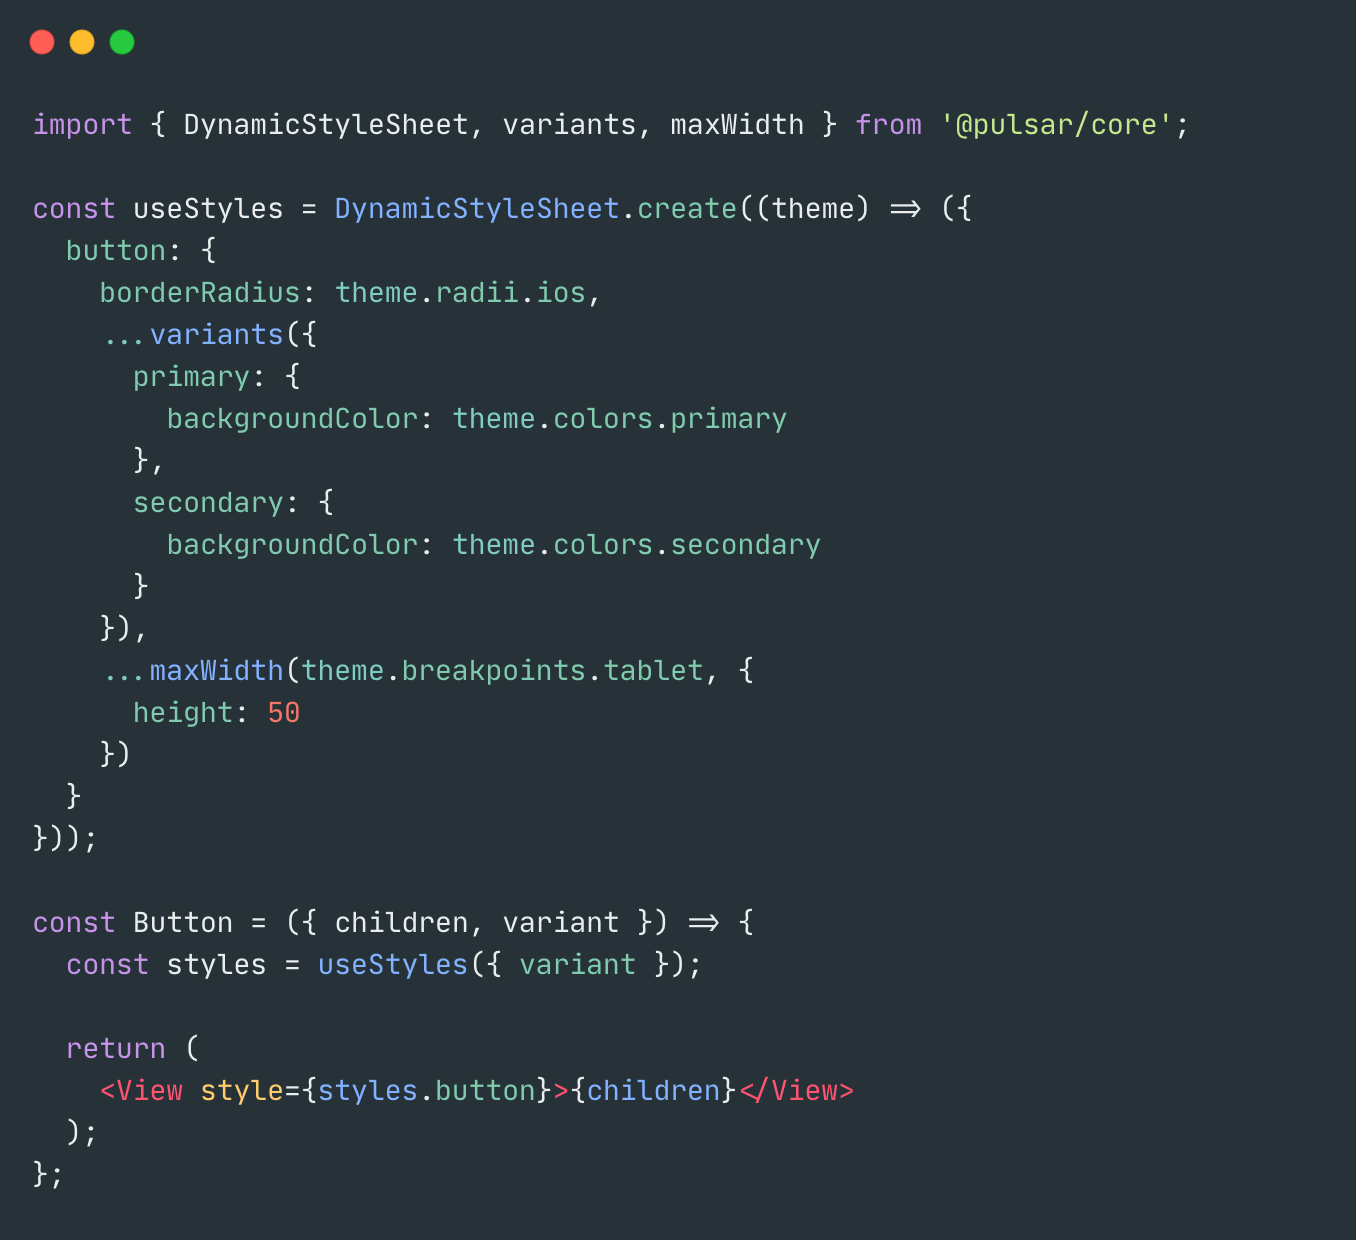 import { DynamicStyleSheet, variants, maxWidth } from '@pulsar/core';

const useStyles = DynamicStyleSheet.create((theme) => ({
  button: {
    borderRadius: theme.radii.ios,
    ...variants({
      primary: {
        backgroundColor: theme.colors.primary
      },
      secondary: {
        backgroundColor: theme.colors.secondary
      }
    }),
    ...maxWidth(theme.breakpoints.tablet, {
      height: 50
    })
  }
}));

const Button = ({ children, variant }) => {
  const styles = useStyles({ variant });

  return (
    <View style={styles.button}>{children}</View>
  );
};